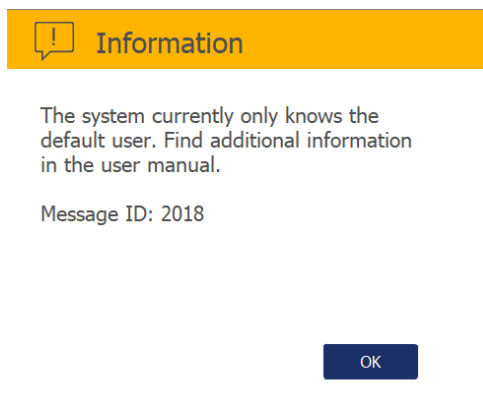 Information
The system currently only knows the
default user. Find additional information
in the user manual.
Message ID: 2018
OK